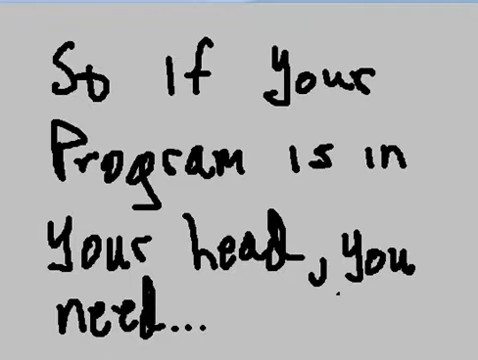 So if your
Program is in
your head, you
need...